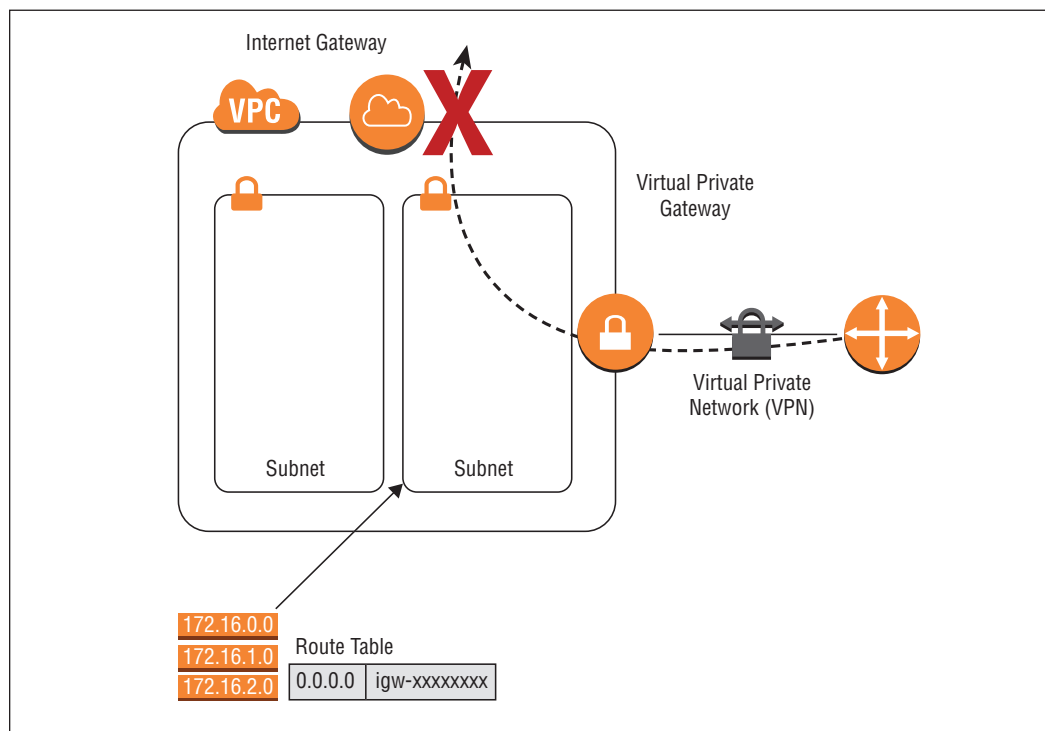 Internet Gateway
VPC
X
Virtual Private
Gateway
Virtual Private
Network (VPN)
Subnet
Subnet
172.16.0.0
172.16.1.0
172.16.2.0
Route Table
0.0.0.0
igw-xxxxxxxx